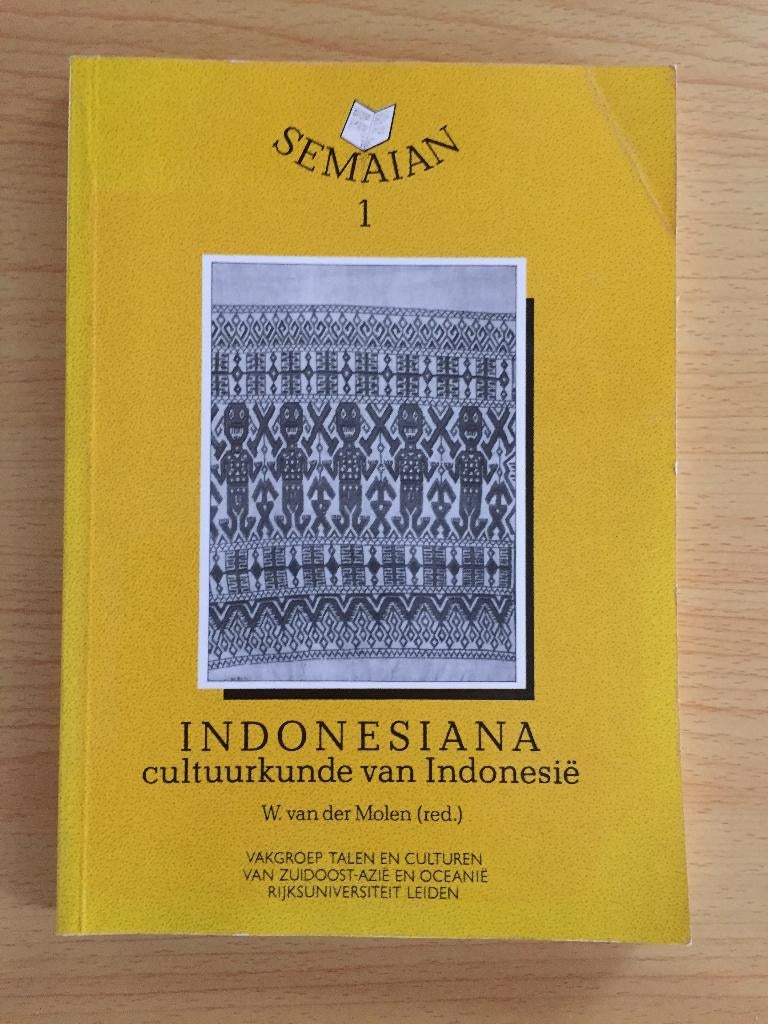 SEMAIAN
1
INDONESIANA
cultuurkunde van Indonesië
W. van der Molen (red.)
VAKGROEP TALEN EN CULTUREN
VAN ZUIDOOST-AZIË EN OCEANIË
RIJKSUNIVERSITEIT LEIDEN